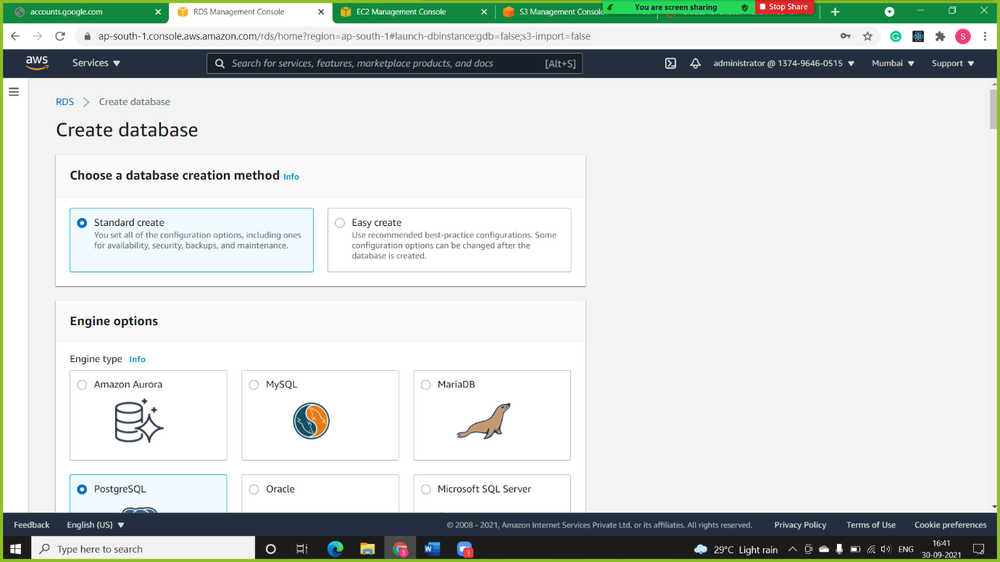 accounts.google.com
RDS Management Console
EC2 Management Console
S3 Management Console
You are screen sharing
Stop Share
ap-south-1.console.aws.amazon.com/rds/home?region=ap-south-1#launch-dbinstance:gdb=false;s3-import=false
S
aws
Services
Search for services, features, marketplace products, and docs
[Alt+S]
administrator @ 1374-9646-0515
Mumbai
Support
RDS
Create database
Create database
Choose a database creation method Info
Standard create
You set all of the configuration options, including ones
for availability, security, backups, and maintenance.
Easy create
Use recommended best-practice configurations. Some
configuration options can be changed after the
database is created.
Engine options
Engine type Info
Amazon Aurora
MySQL
MariaDB
PostgreSQL
Oracle
Microsoft SQL Server
Feedback
English (US)
© 2008 - 2021, Amazon Internet Services Private Ltd. or its affiliates. All rights reserved.
Privacy Policy
Terms of Use
Cookie preferences
Type here to search
S
W
3
29°C Light rain
ENG
16:41
30-09-2021